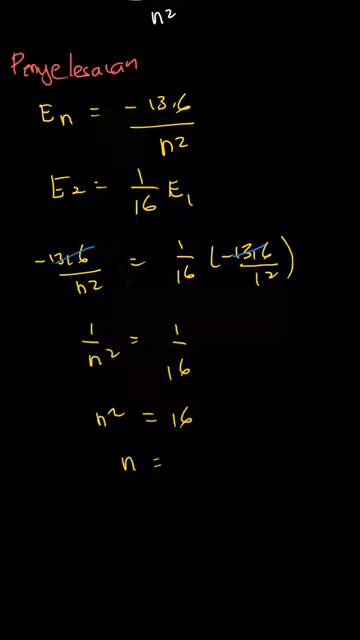 n2
Penyelesaian
En = -13.6 / n2
E2 = 1/16 E1
-13.6 / n2 = 1/16 (-13.6 / 12)
1/n2 = 1/16
n2 = 16
n =